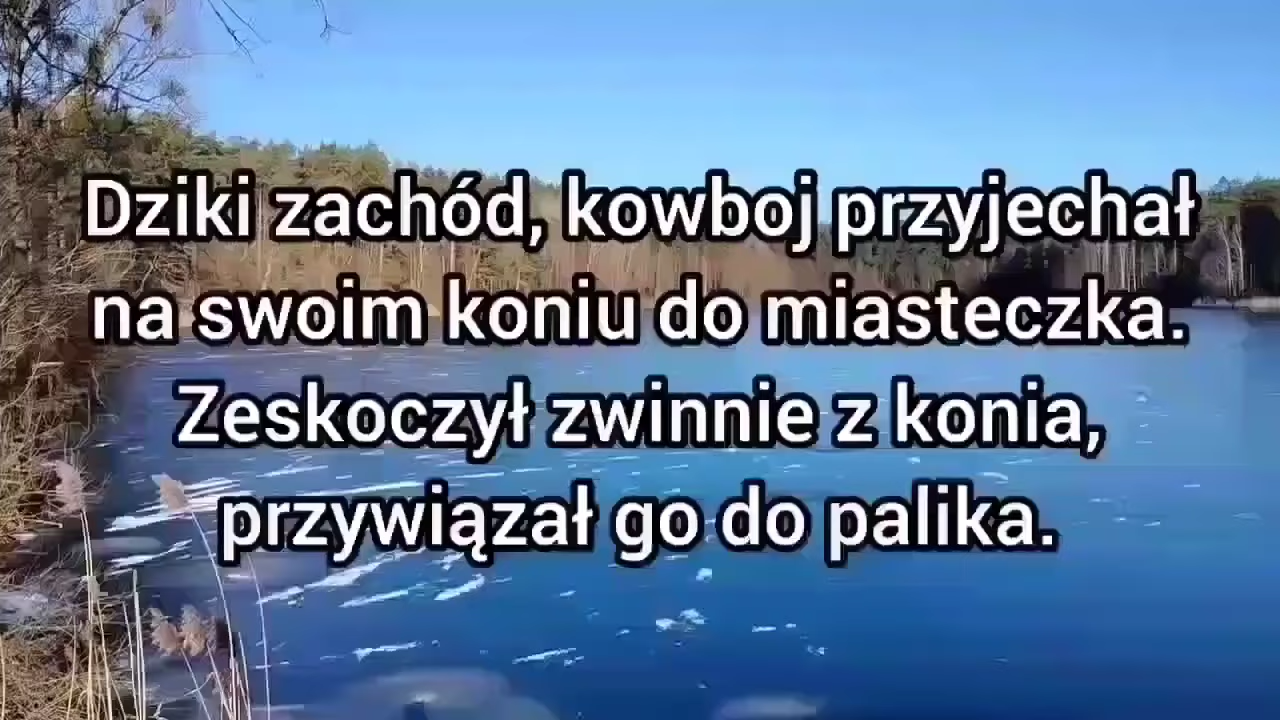 Dziki zachód, kowboj przyjechał
na swoim koniu do miasteczka.
Zeskoczył zwinnie z konia,
przywiązał go do palika.